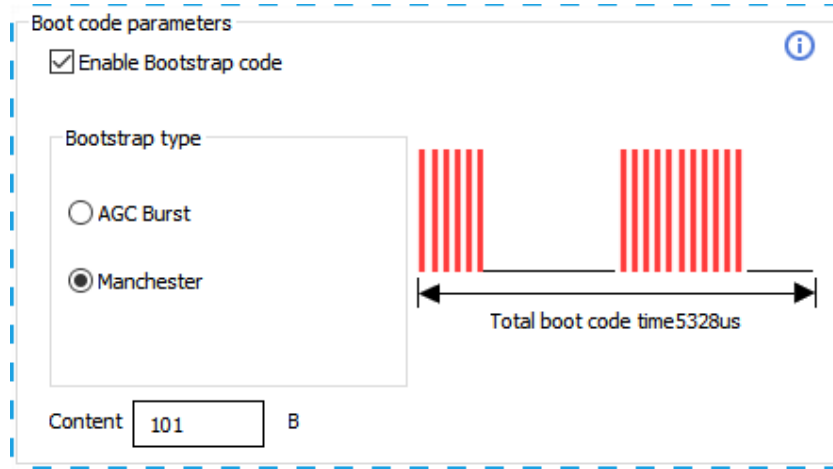 Boot code parameters
Enable Bootstrap code
Bootstrap type
AGC Burst
Manchester
Total boot code time5328us
Content 101 B